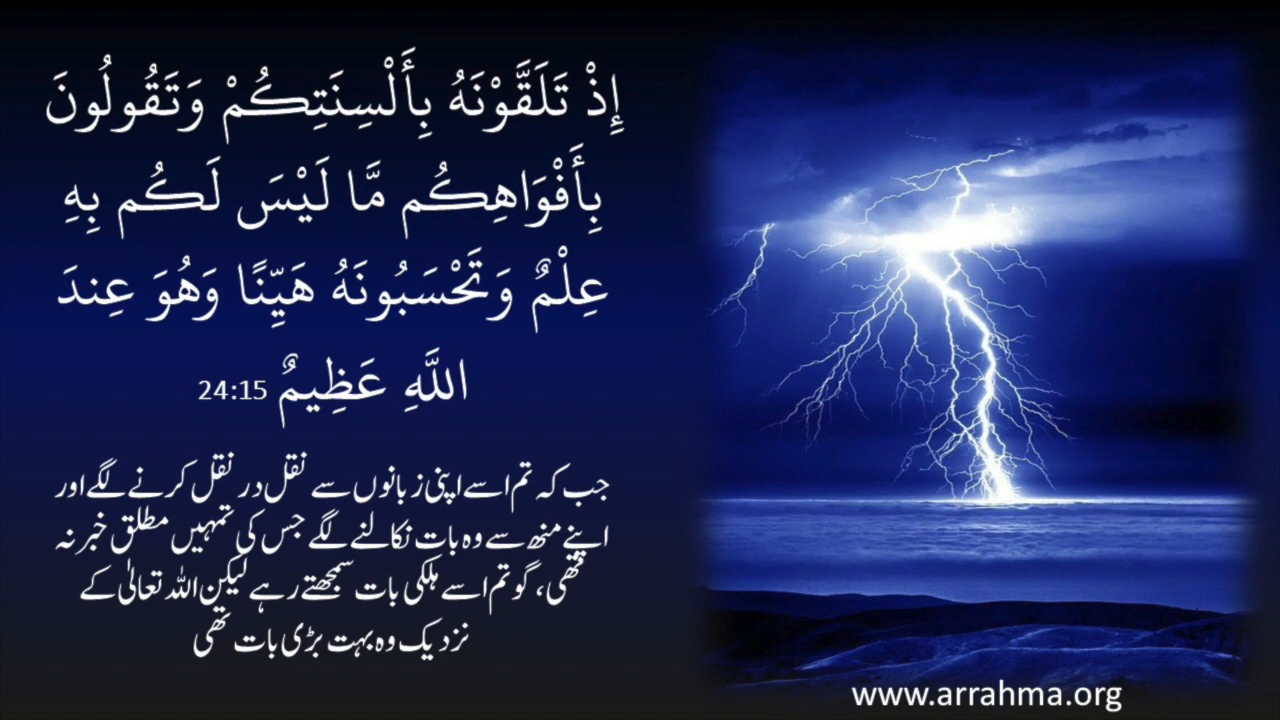 إِذْ تَلَقَّوْنَهُ بِأَلْسِنَتِكُمْ وَتَقُولُونَ
بِأَفْوَاهِكُم مَّا لَيْسَ لَكُم بِهِ
عِلْمٌ وَتَحْسَبُونَهُ هَيِّنًا وَهُوَ عِندَ
اللَّهِ عَظِيمٌ 24:15
جب کہ تم اسے اپنی زبانوں سے نقل در نقل کرنے لگے اور
اپنے منھ سے وہ بات نکالنے لگے جس کی تمہیں مطلق خبر نہ
تھی، گو تم اسے ہلکی بات سمجھتے رہے لیکن اللہ تعالیٰ کے
نزدیک وہ بہت بڑی بات تھی
www.arrahma.org